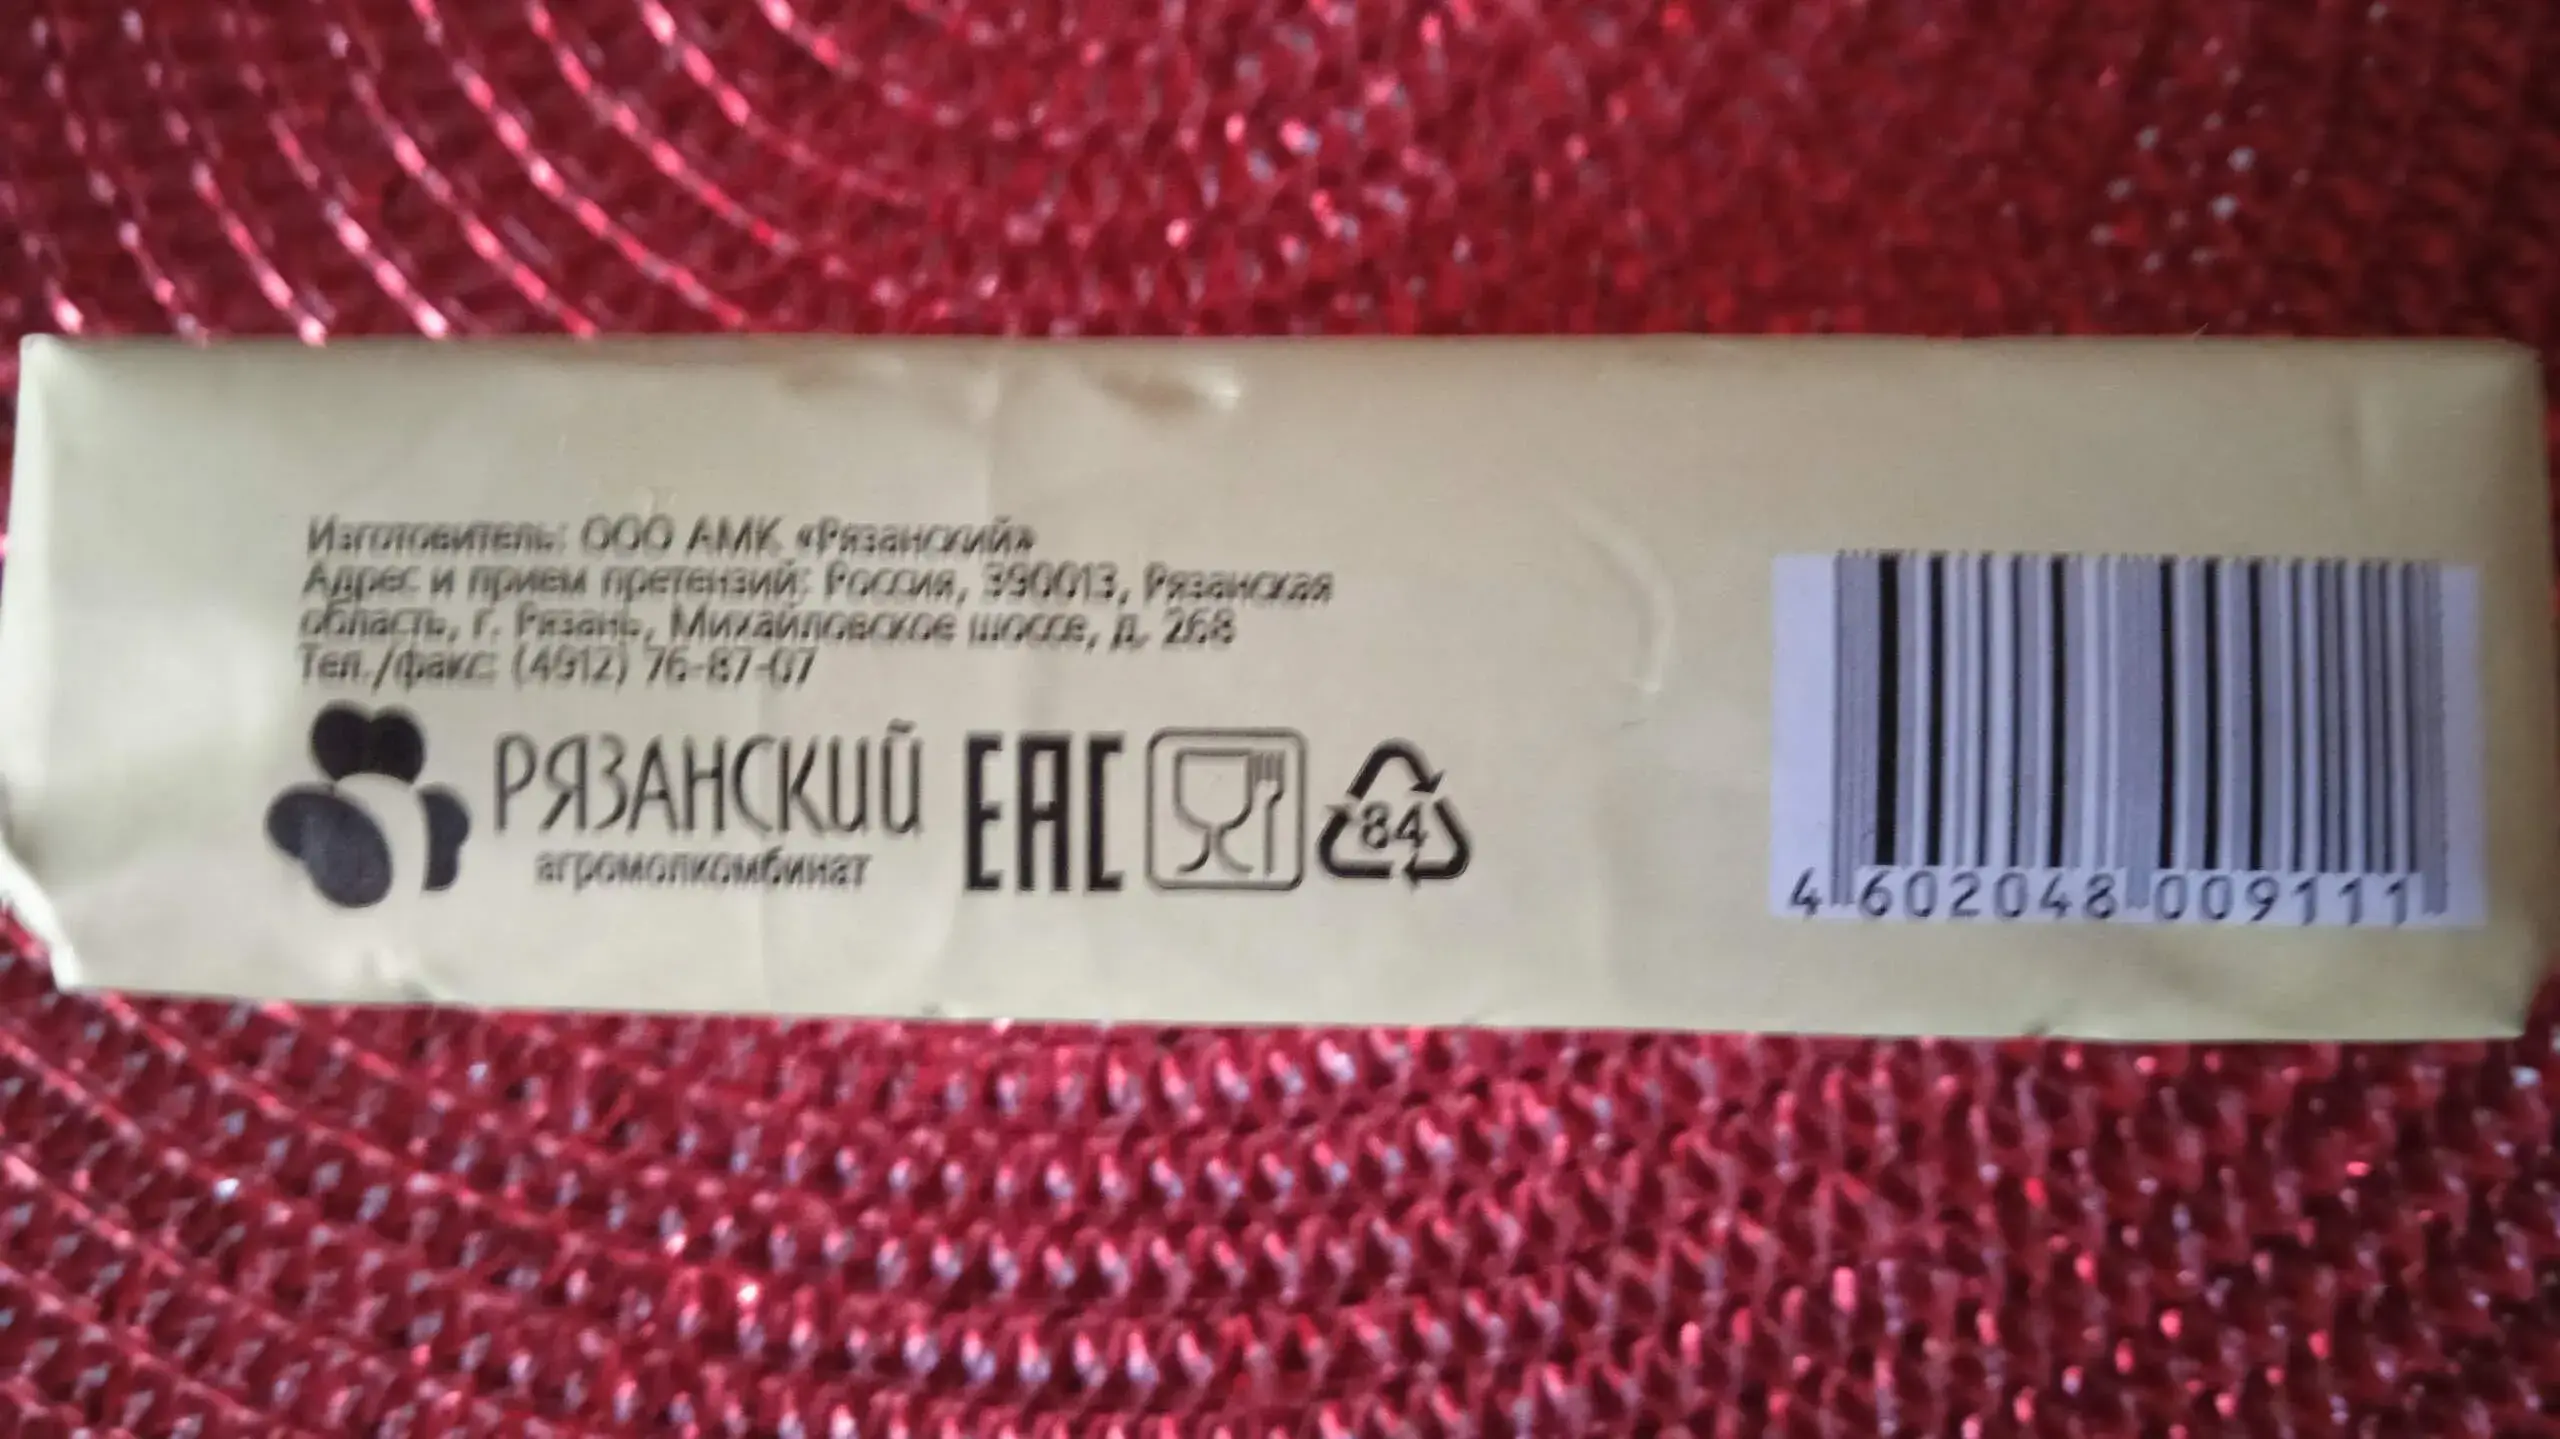 Изготовитель: ООО АМК «Рязанский»
Адрес и прием претензий: Россия, 390013, Рязанская
область, г. Рязань, Михайловское шоссе, д. 268
Тел./факс: (4912) 76-87-07
РЯЗАНСКИЙ
агромолкомбинат
ЕАС
84
4 602048 009111